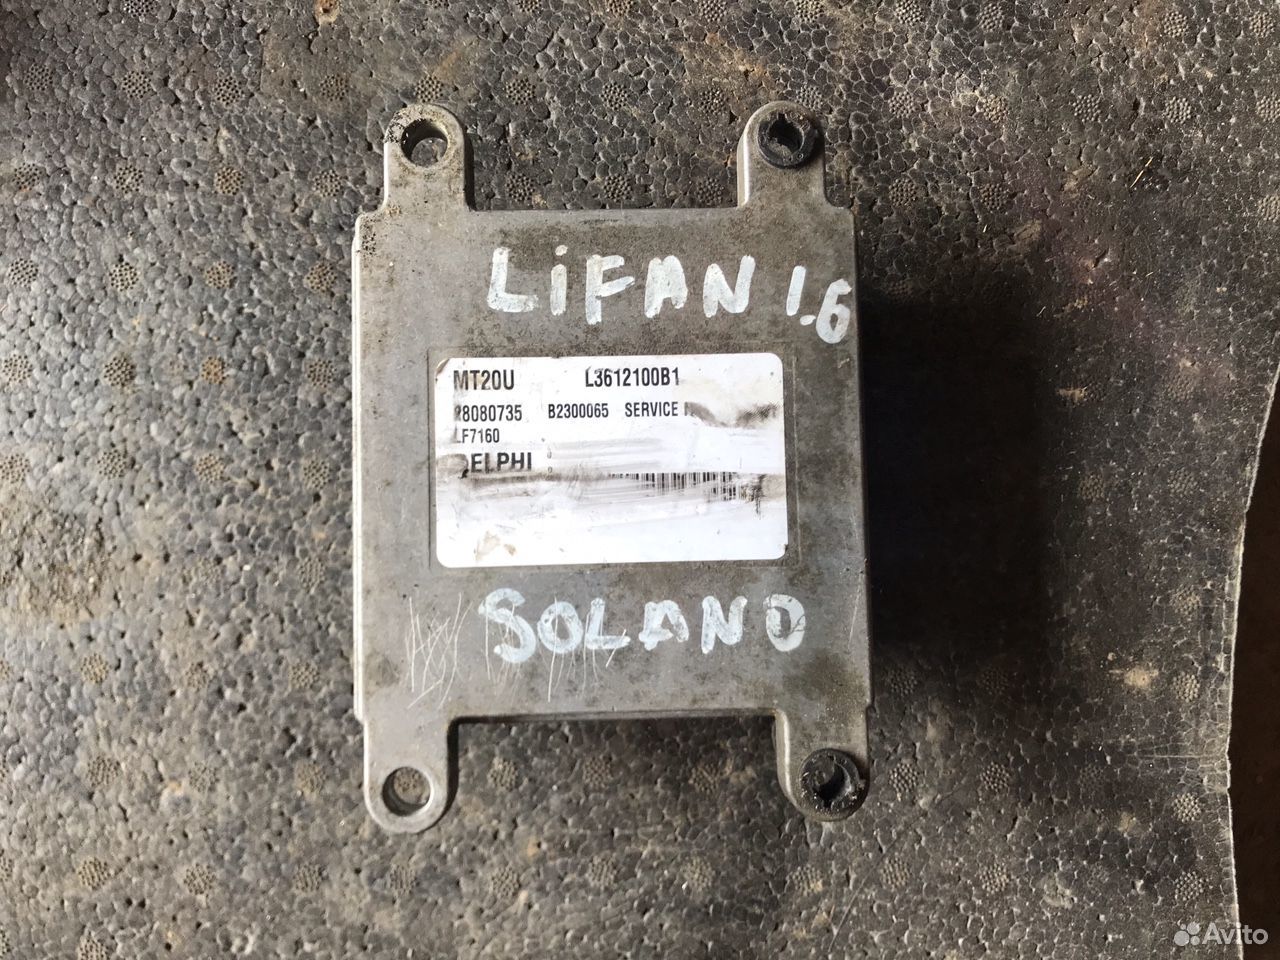 LiFAN 1.6
MT20U L3612100B1
28080735 B2300065 SERVICE
LF7160
DELPHI
SOLANO
Avito